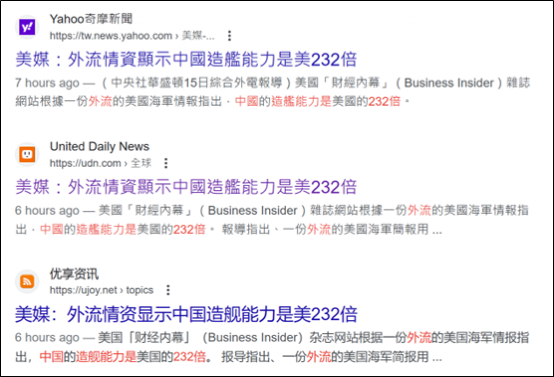 Yahoo奇摩新聞
https://tw.news.yahoo.com › 美媒-...
美媒：外流情資顯示中國造艦能力是美232倍
7 hours ago — （中央社華盛頓15日綜合外電報導）美國「財經內幕」（Business Insider）雜誌
網站根據一份外流的美國海軍情報指出，中國的造艦能力是美國的232倍。
United Daily News
https://udn.com › 全球
美媒：外流情資顯示中國造艦能力是美232倍
6 hours ago — 美國「財經內幕」（Business Insider）雜誌網站根據一份外流的美國海軍情報指
出，中國的造艦能力是美國的232倍。 報導指出、一份外流的美國海軍簡報用 ...
优享资讯
https://ujoy.net › topics
美媒：外流情资显示中国造舰能力是美232倍
6 hours ago — 美国「财经内幕」（Business Insider）杂志网站根据一份外流的美国海军情报指
出，中国的造舰能力是美国的232倍。 报导指出、一份外流的美国海军简报用 ...